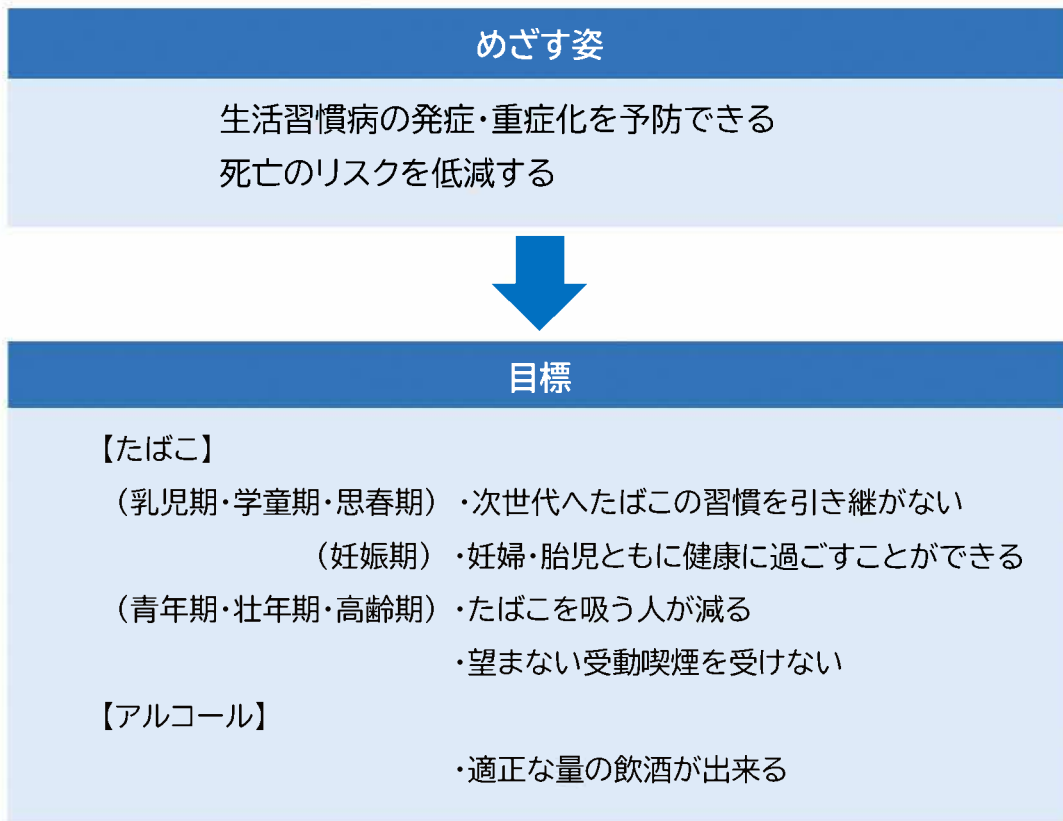 めざす姿
生活習慣病の発症・重症化を予防できる
死亡のリスクを低減する
目標
【たばこ】
(乳児期・学童期・思春期) ・次世代へたばこの習慣を引き継がない
(妊娠期) ・妊婦・胎児ともに健康に過ごすことができる
(青年期・壮年期・高齢期) ・たばこを吸う人が減る
・望まない受動喫煙を受けない
【アルコール】
・適正な量の飲酒が出来る